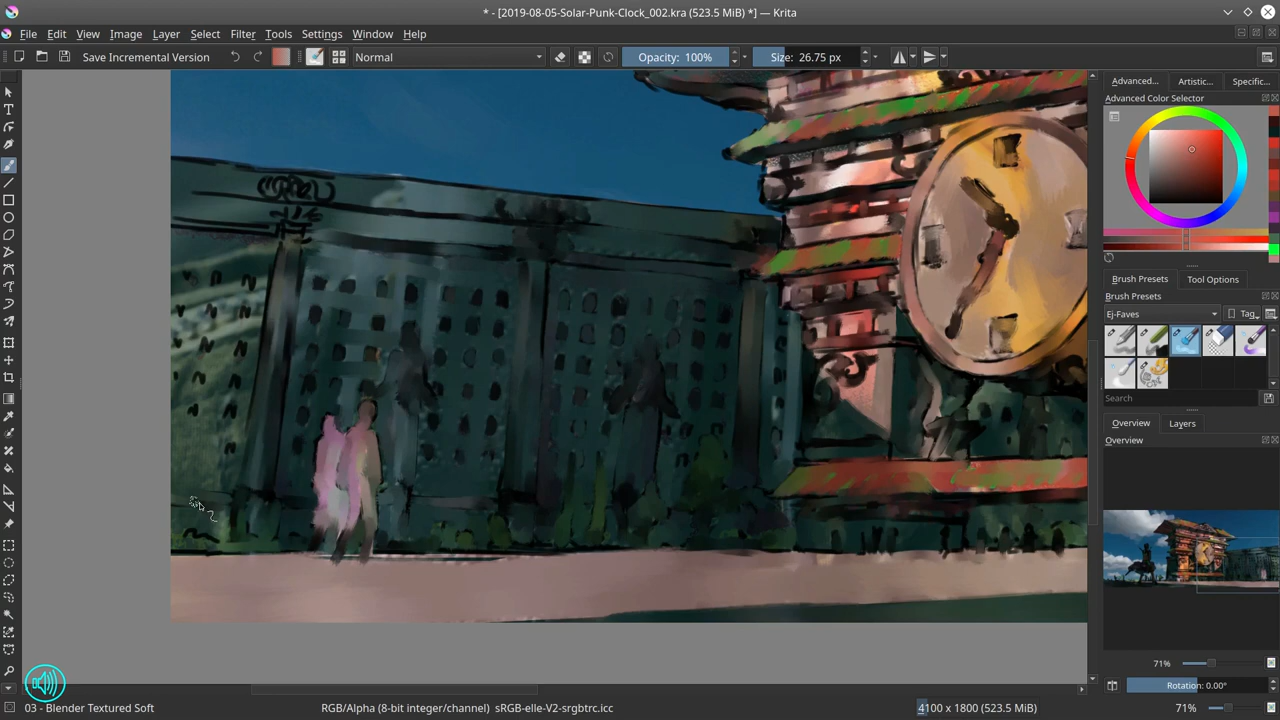 * - [2019-08-05-Solar-Punk-Clock_002.kra (523.5 MiB) *] — Krita
File Edit View Image Layer Select Filter Tools Settings Window Help
Save Incremental Version Normal Opacity: 100% Size: 26.75 px
Advanced... Artistic... Specific...
Advanced Color Selector
Brush Presets Tool Options
Brush Presets
Ej-Faves Tag
Search
Overview Layers
Overview
71%
Rotation: 0.00°
03 - Blender Textured Soft RGB/Alpha (8-bit integer/channel) sRGB-elle-V2-srgbtrc.icc 4100 x 1800 (523.5 MiB) 71%